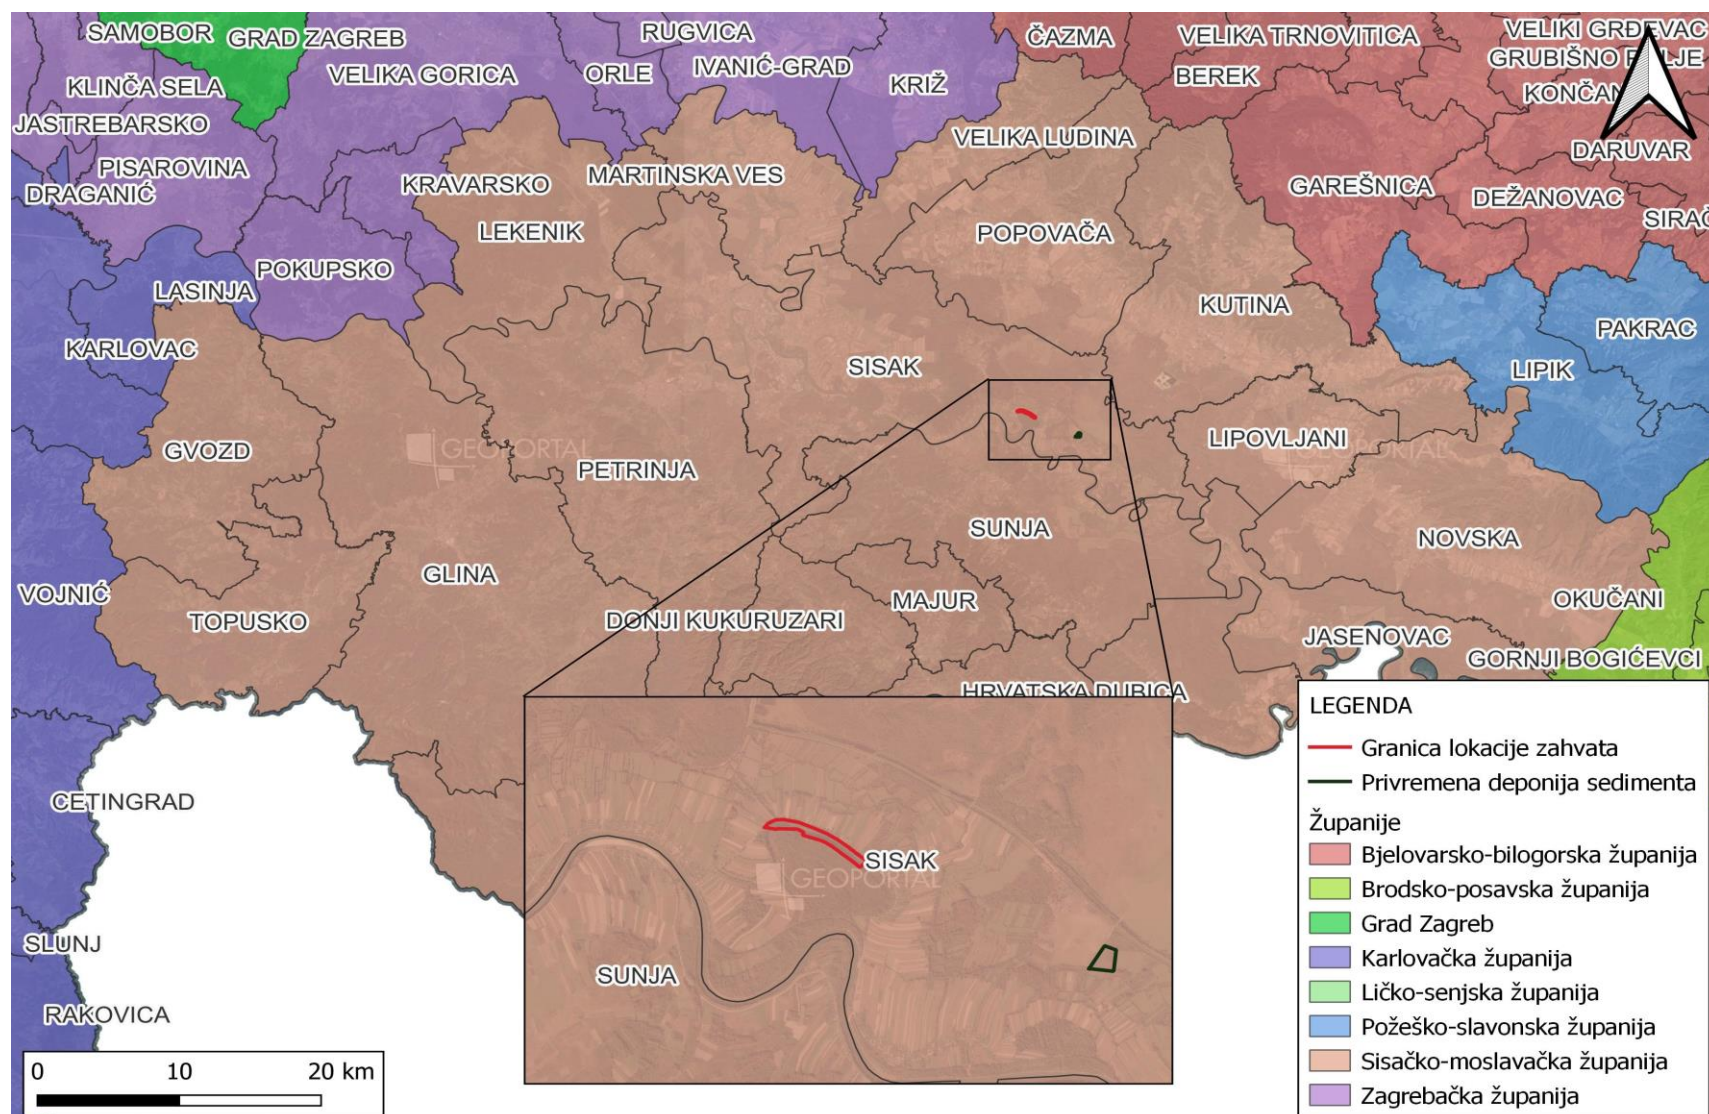 SAMOBOR
GRAD ZAGREB
RUGVICA
ČAZMA
VELIKA TRNOVITICA
VELIKI GRĐEVAC
KLINČA SELA
VELIKA GORICA
ORLE
IVANIĆ-GRAD
KRIŽ
BEREK
GRUBIŠNO
LJE
JASTREBARSKO
VELIKA LUDINA
DARUVAR
PISAROVINA
DRAGANIĆ
KRAVARSKO
MARTINSKA VES
GAREŠNICA
DEŽANOVAC
LEKENIK
POPOVAČA
POKUPSKO
LASINJA
KUTINA
PAKRAC
KARLOVAC
SISAK
LIPIK
GVOZD
GEOPORTAL
PETRINJA
LIPOVLJANI
PORTAL
SUNJA
NOVSKA
VOJNIĆ
GLINA
MAJUR
OKUČANI
TOPUSKO
DONJI KUKURUZARI
JASENOVAC
GORNJI BOGIĆEVCI
HRVATSKA DUBICA
CETINGRAD
SISAK
GEOPORTAL
SLUNJ
SUNJA
RAKOVICA
0 10 20 km
LEGENDA
Granica lokacije zahvata
Privremena deponija sedimenta
Županije
Bjelovarsko-bilogorska županija
Brodsko-posavska županija
Grad Zagreb
Karlovačka županija
Ličko-senjska županija
Požeško-slavonska županija
Sisačko-moslavačka županija
Zagrebačka županija